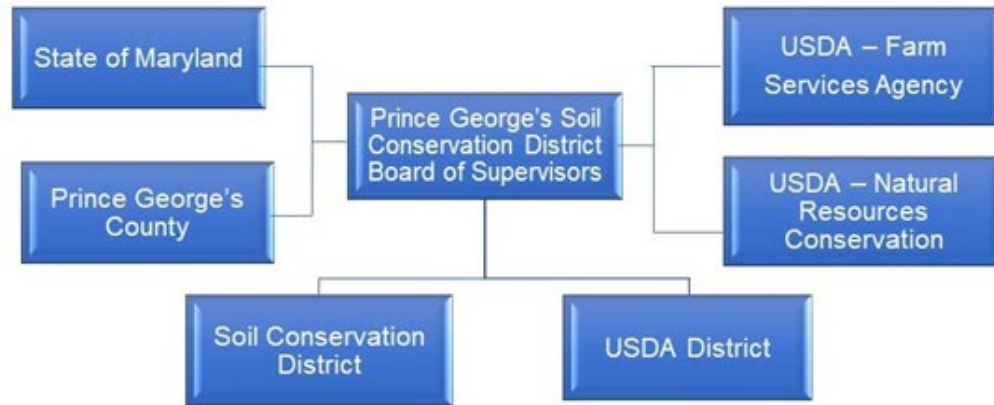 State of Maryland
Prince George's
County
Prince George's Soil
Conservation District
Board of Supervisors
USDA – Farm
Services Agency
USDA – Natural
Resources
Conservation
Soil Conservation
District
USDA District